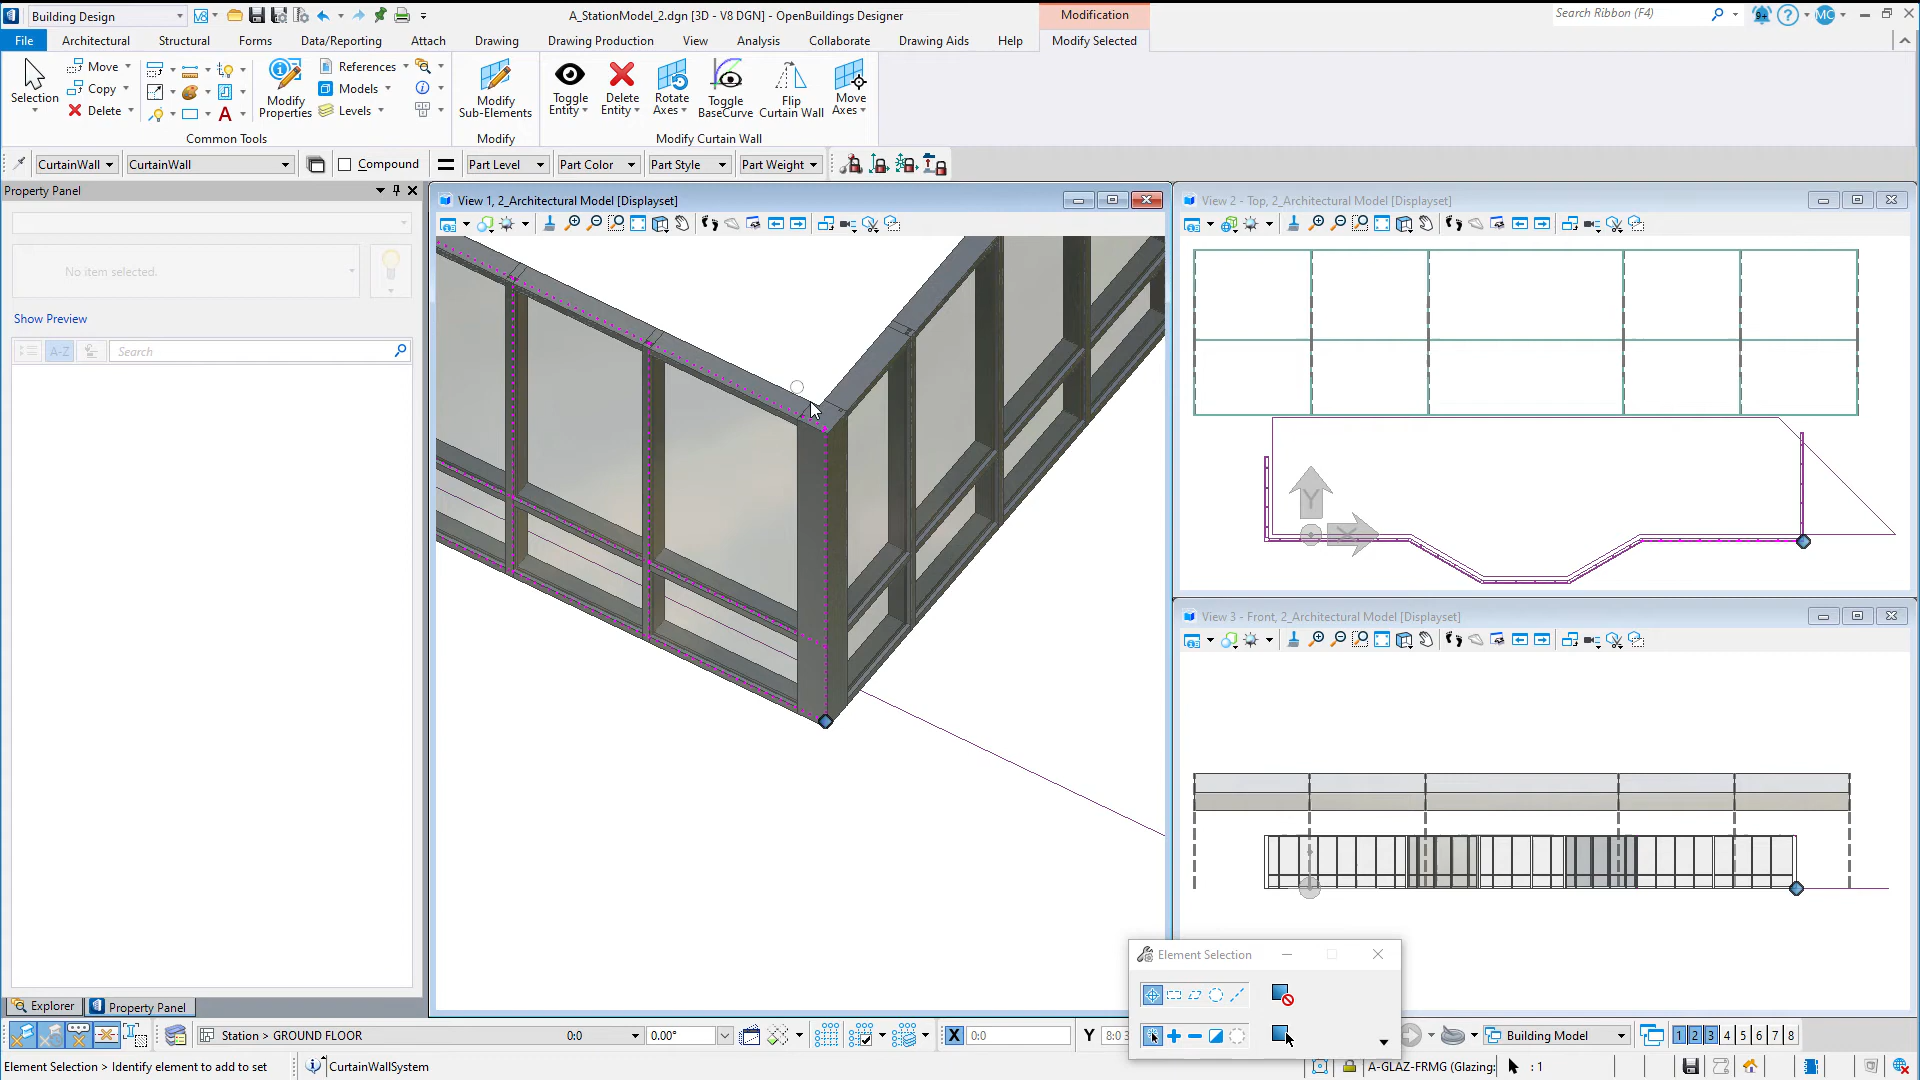 Building Design
A_StationModel_2.dgn [3D - V8 DGN] - OpenBuildings Designer
Modification
Search Ribbon (F4)
9+
MC
File
Architectural
Structural
Forms
Data/Reporting
Attach
Drawing
Drawing Production
View
Analysis
Collaborate
Drawing Aids
Help
Modify Selected
Selection
Move
Copy
Delete
Modify
Properties
References
Models
Levels
Common Tools
Modify
Sub-Elements
Modify
Toggle
Entity
Delete
Entity
Rotate
Axes
Toggle
BaseCurve
Flip
Curtain Wall
Move
Axes
Modify Curtain Wall
CurtainWall
CurtainWall
Compound
Part Level
Part Color
Part Style
Part Weight
Property Panel
No item selected.
Show Preview
A-Z
Search
View 1, 2_Architectural Model [Displayset]
View 2 - Top, 2_Architectural Model [Displayset]
Y
X
View 3 - Front, 2_Architectural Model [Displayset]
Element Selection
Explorer
Property Panel
Station > GROUND FLOOR
0:0
0.00°
X
0:0
Y
8:0 3
Building Model
1 2 3 4 5 6 7 8
Element Selection > Identify element to add to set
CurtainWallSystem
A-GLAZ-FRMG (Glazing:
: 1